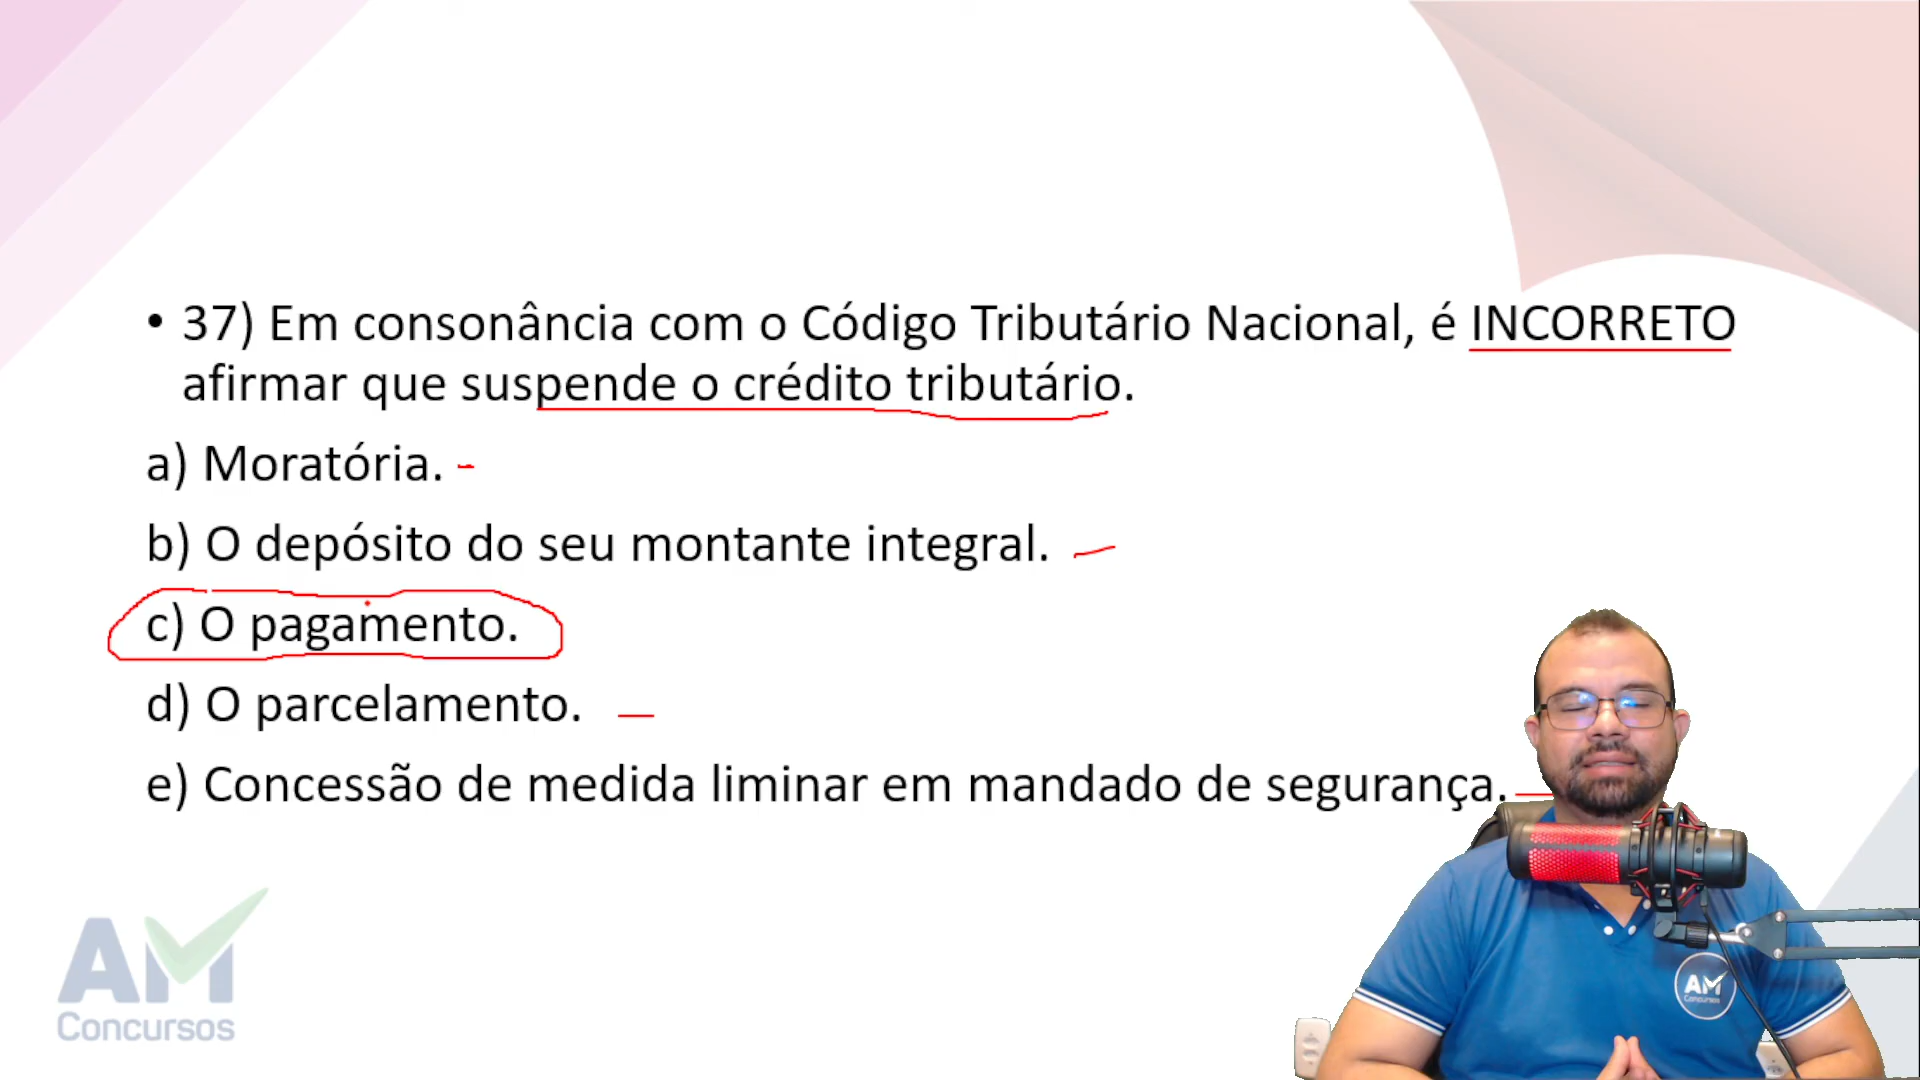 • 37) Em consonância com o Código Tributário Nacional, é INCORRETO
afirmar que suspende o crédito tributário.
a) Moratória.
b) O depósito do seu montante integral.
c) O pagamento.
d) O parcelamento.
e) Concessão de medida liminar em mandado de segurança.
AM
Concursos
AM
Concursos